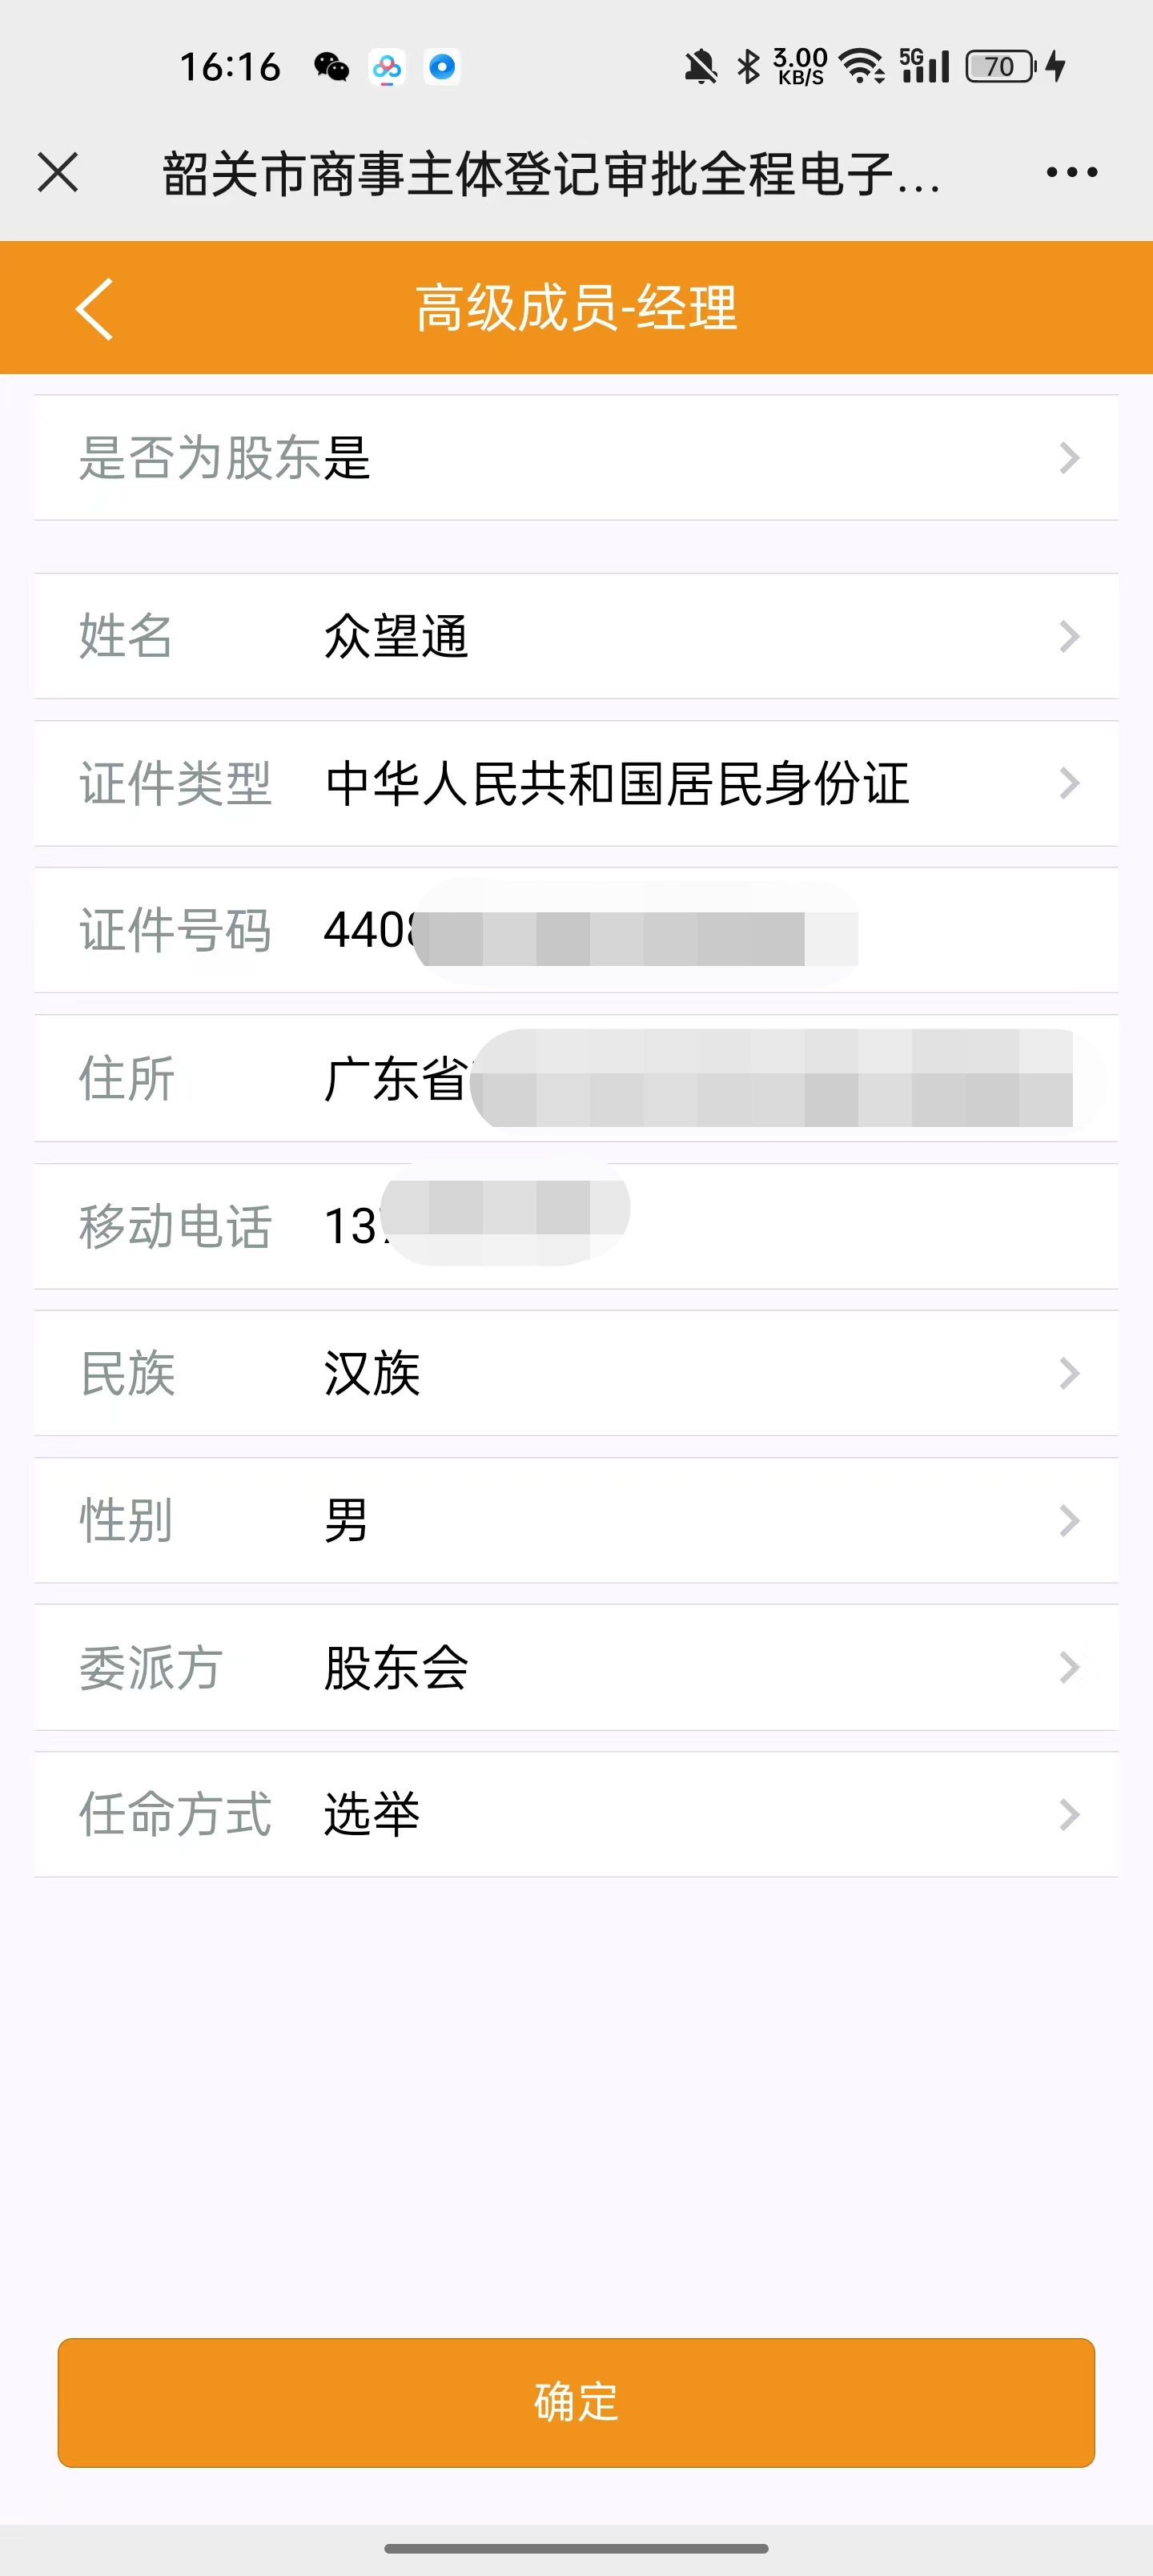 16:16
3.00
KB/S
5G
70
韶关市商事主体登记审批全程电子...
高级成员-经理
是否为股东是
姓名 众望通
证件类型 中华人民共和国居民身份证
证件号码 440
住所 广东省
移动电话 13
民族 汉族
性别 男
委派方 股东会
任命方式 选举
确定